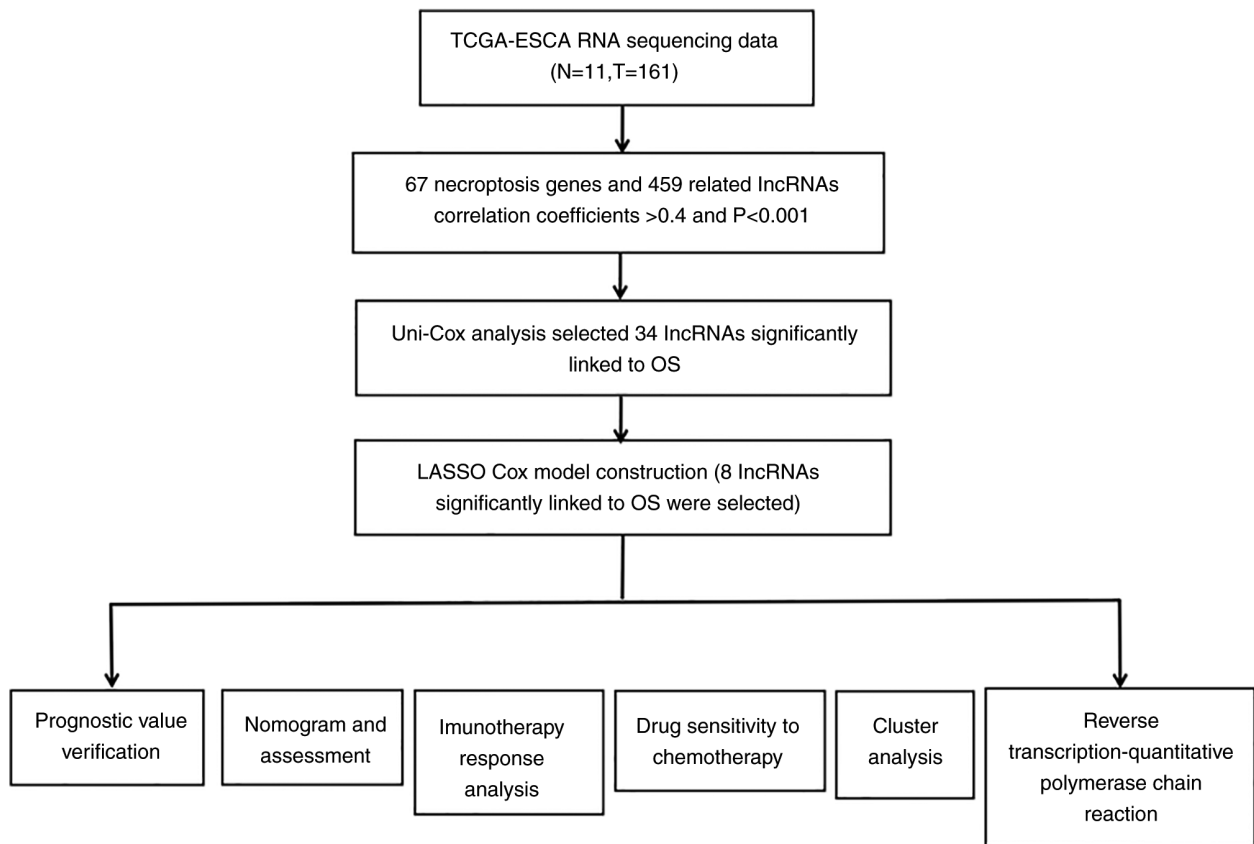 TCGA-ESCA RNA sequencing data
(N=11,T=161)
67 necroptosis genes and 459 related lncRNAs
correlation coefficients >0.4 and P<0.001
Uni-Cox analysis selected 34 lncRNAs significantly
linked to OS
LASSO Cox model construction (8 lncRNAs
significantly linked to OS were selected)
Prognostic value
verification
Nomogram and
assessment
Imunotherapy
response
analysis
Drug sensitivity to
chemotherapy
Cluster
analysis
Reverse
transcription-quantitative
polymerase chain
reaction